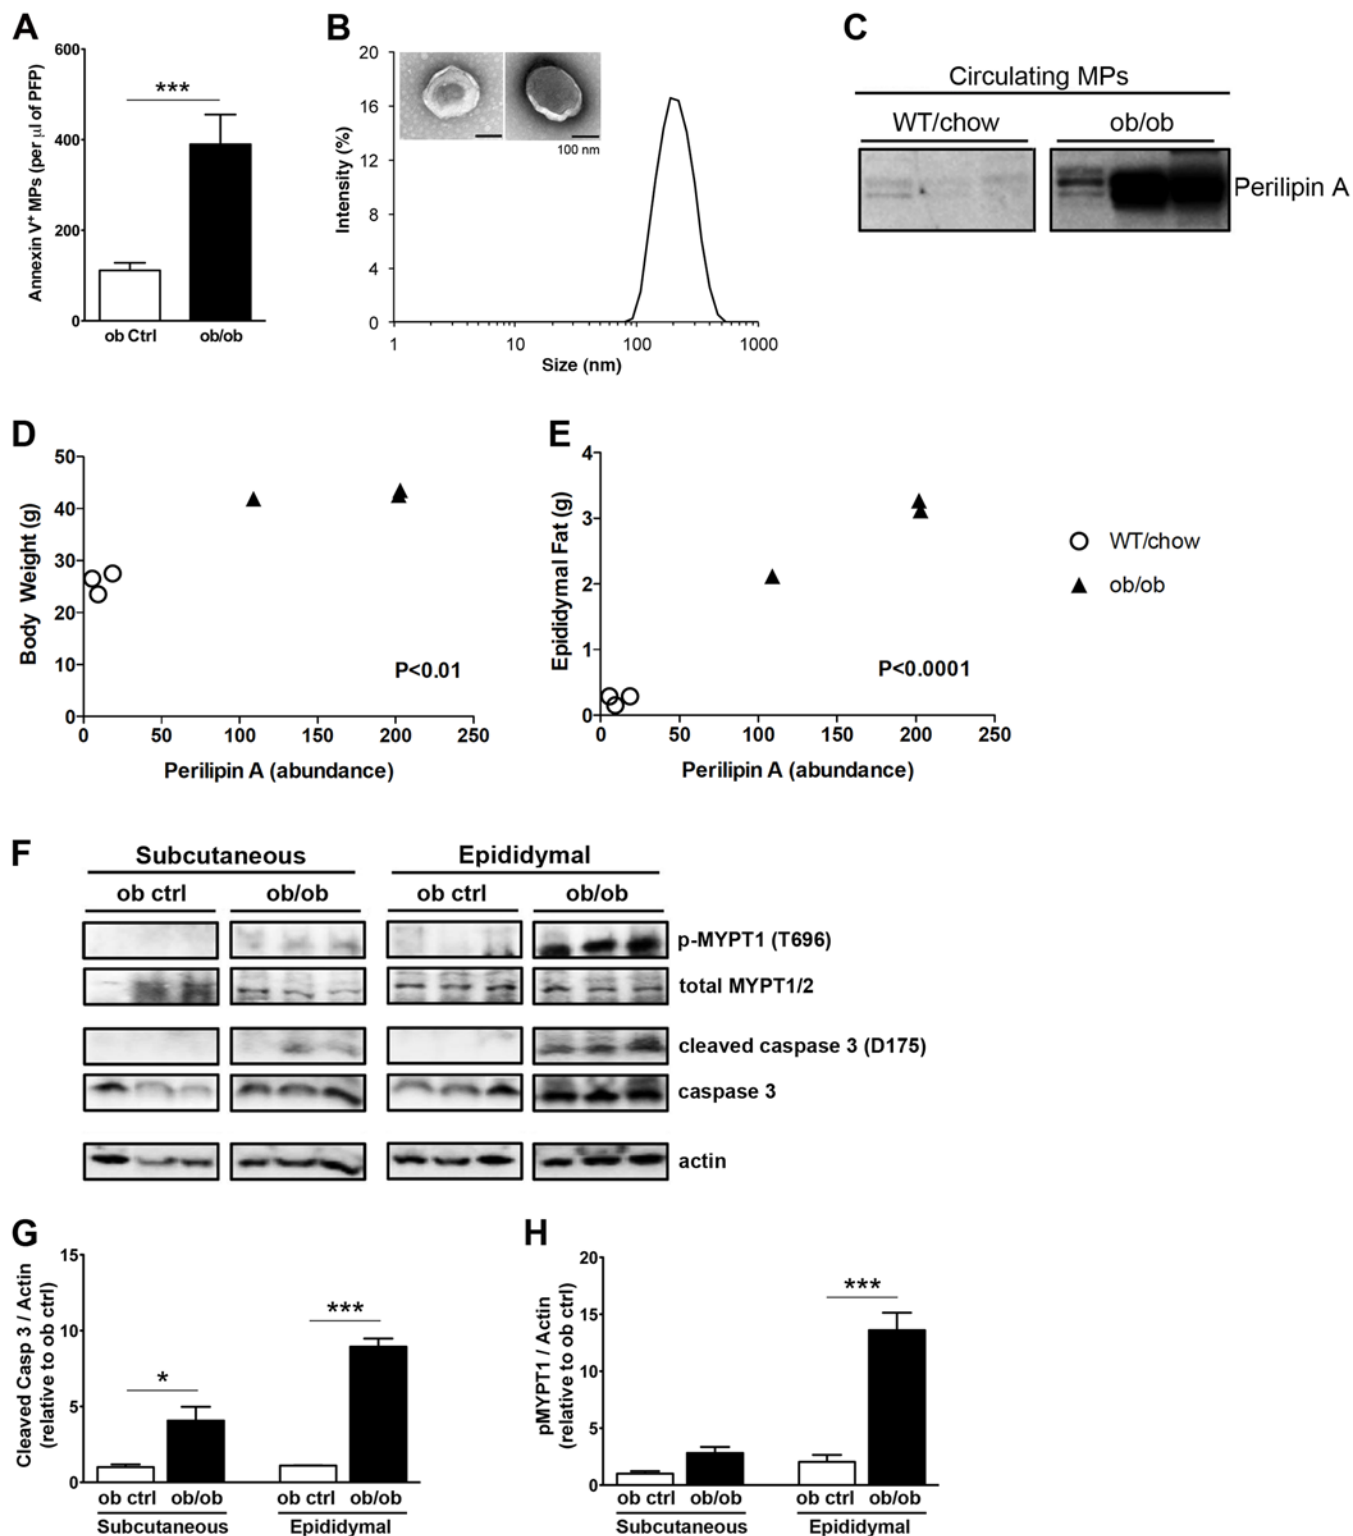 A
600
400
200
0
Annexin V⁺ MPs (per µl of PFP)
***
ob Ctrl
ob/ob
B
20
16
12
8
4
0
Intensity (%)
100 nm
1
10
100
1000
Size (nm)
C
Circulating MPs
WT/chow
ob/ob
Perilipin A
D
50
40
30
20
10
0
Body Weight (g)
P<0.01
0
50
100
150
200
250
Perilipin A (abundance)
E
4
3
2
1
0
Epididymal Fat (g)
P<0.0001
0
50
100
150
200
250
Perilipin A (abundance)
WT/chow
ob/ob
F
Subcutaneous
Epididymal
ob ctrl
ob/ob
ob ctrl
ob/ob
p-MYPT1 (T696)
total MYPT1/2
cleaved caspase 3 (D175)
caspase 3
actin
G
15
10
5
0
Cleaved Casp 3 / Actin
(relative to ob ctrl)
*
***
ob ctrl
ob/ob
ob ctrl
ob/ob
Subcutaneous
Epididymal
H
20
15
10
5
0
pMYPT1 / Actin
(relative to ob ctrl)
***
ob ctrl
ob/ob
ob ctrl
ob/ob
Subcutaneous
Epididymal